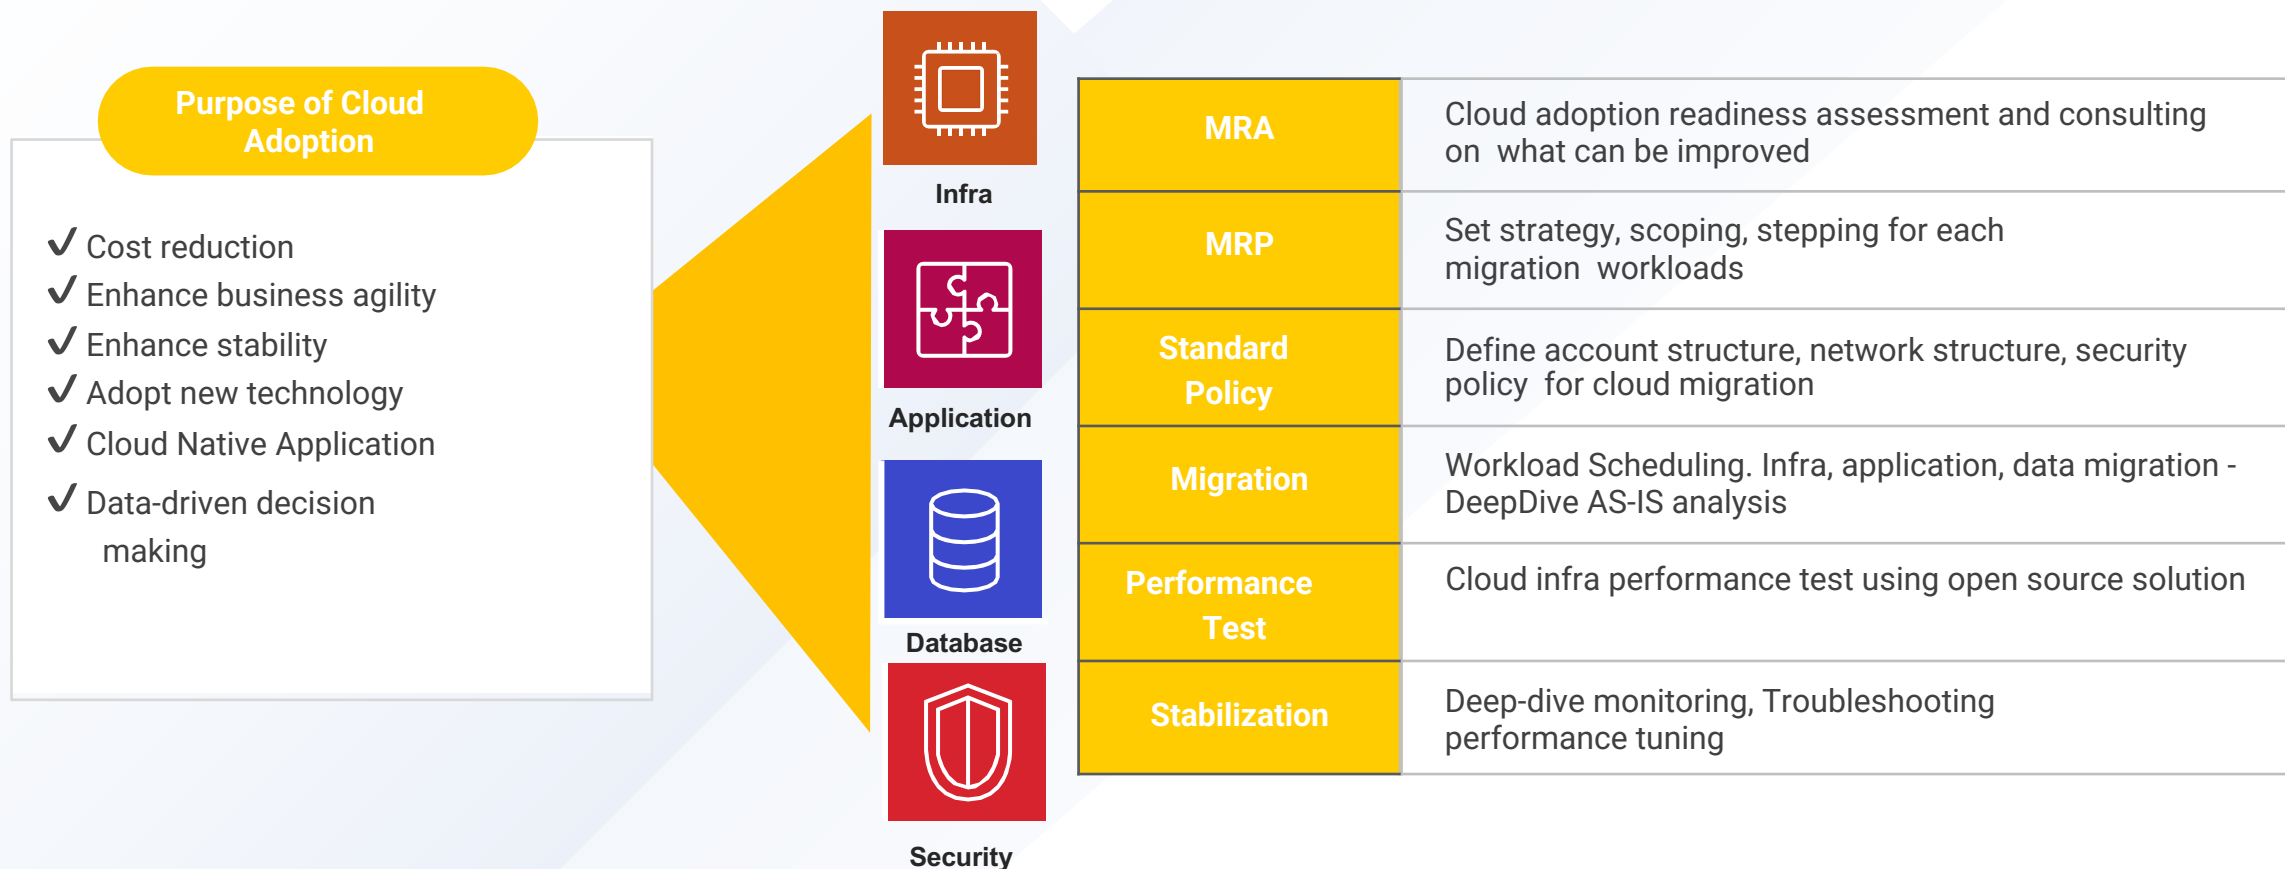 Purpose of Cloud
Adoption
✔ Cost reduction
✔ Enhance business agility
✔ Enhance stability
✔ Adopt new technology
✔ Cloud Native Application
✔ Data-driven decision
making
Infra
Application
Database
Security
MRA
Cloud adoption readiness assessment and consulting
on what can be improved
MRP
Set strategy, scoping, stepping for each
migration workloads
Standard
Policy
Define account structure, network structure, security
policy for cloud migration
Migration
Workload Scheduling. Infra, application, data migration -
DeepDive AS-IS analysis
Performance
Test
Cloud infra performance test using open source solution
Stabilization
Deep-dive monitoring, Troubleshooting
performance tuning